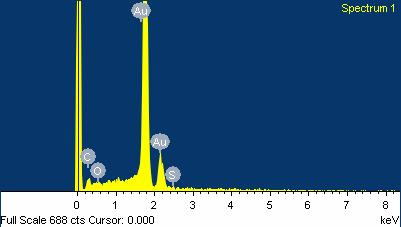 Au
Spectrum 1
Au
C
O
S
0 1 2 3 4 5 6 7 8
Full Scale 688 cts Cursor: 0.000 keV